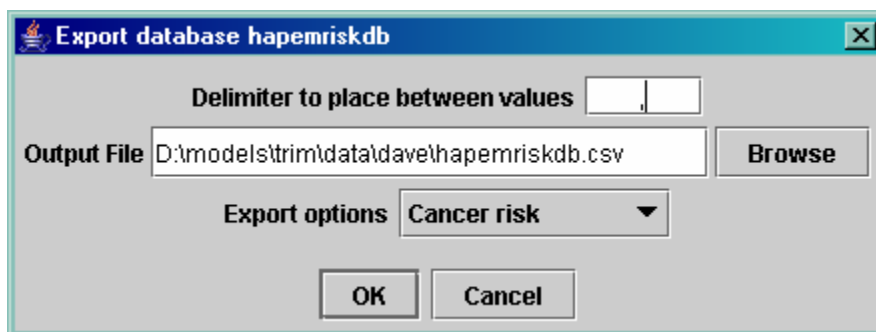 Export database hapemriskdb
Delimiter to place between values ,
Output File D:\models\trim\data\dave\hapemriskdb.csv Browse
Export options Cancer risk
OK Cancel